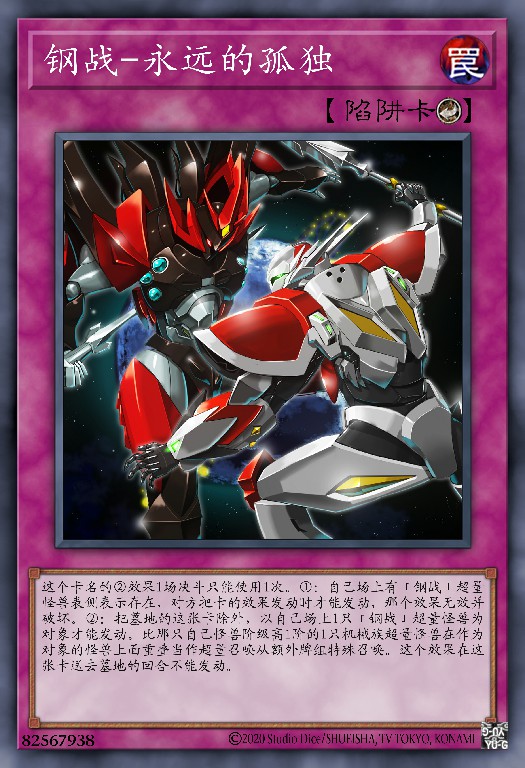 钢战-永远的孤独
罠
【陷阱卡】
这个卡名的②效果1场决斗只能使用1次。①：自己场上有「钢战」超量
怪兽表侧表示存在，对方把卡的效果发动时才能发动。那个效果无效并
破坏。②：把墓地的这张卡除外，以自己场上1只「钢战」超量怪兽为
对象才能发动。比那只自己怪兽阶级高1阶的1只机械族超量怪兽在作为
对象的怪兽上面重叠当作超量召唤从额外牌组特殊召唤。这个效果在这
张卡送去墓地的回合不能发动。
82567938
©2020 Studio Dice/SHUEISHA, TV TOKYO, KONAMI